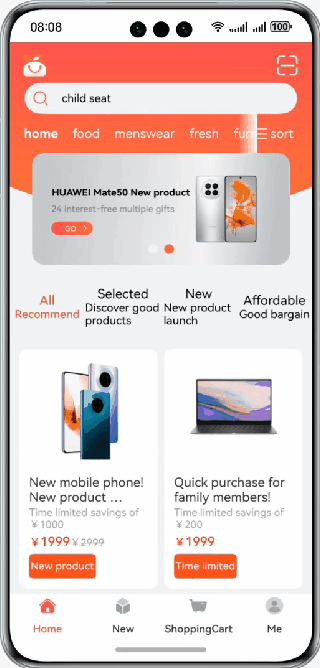 08:08
100
child seat
home food menswear fresh sort
HUAWEI Mate50 New product
24 interest-free multiple gifts
GO
All
Recommend
Selected
Discover good
products
New
New product
launch
Affordable
Good bargain
New mobile phone!
New product ...
Time limited savings of
￥1000
￥1999 ￥2999
New product
Quick purchase for
family members!
Time limited savings of
￥200
￥1999
Time limited
Home New ShoppingCart Me